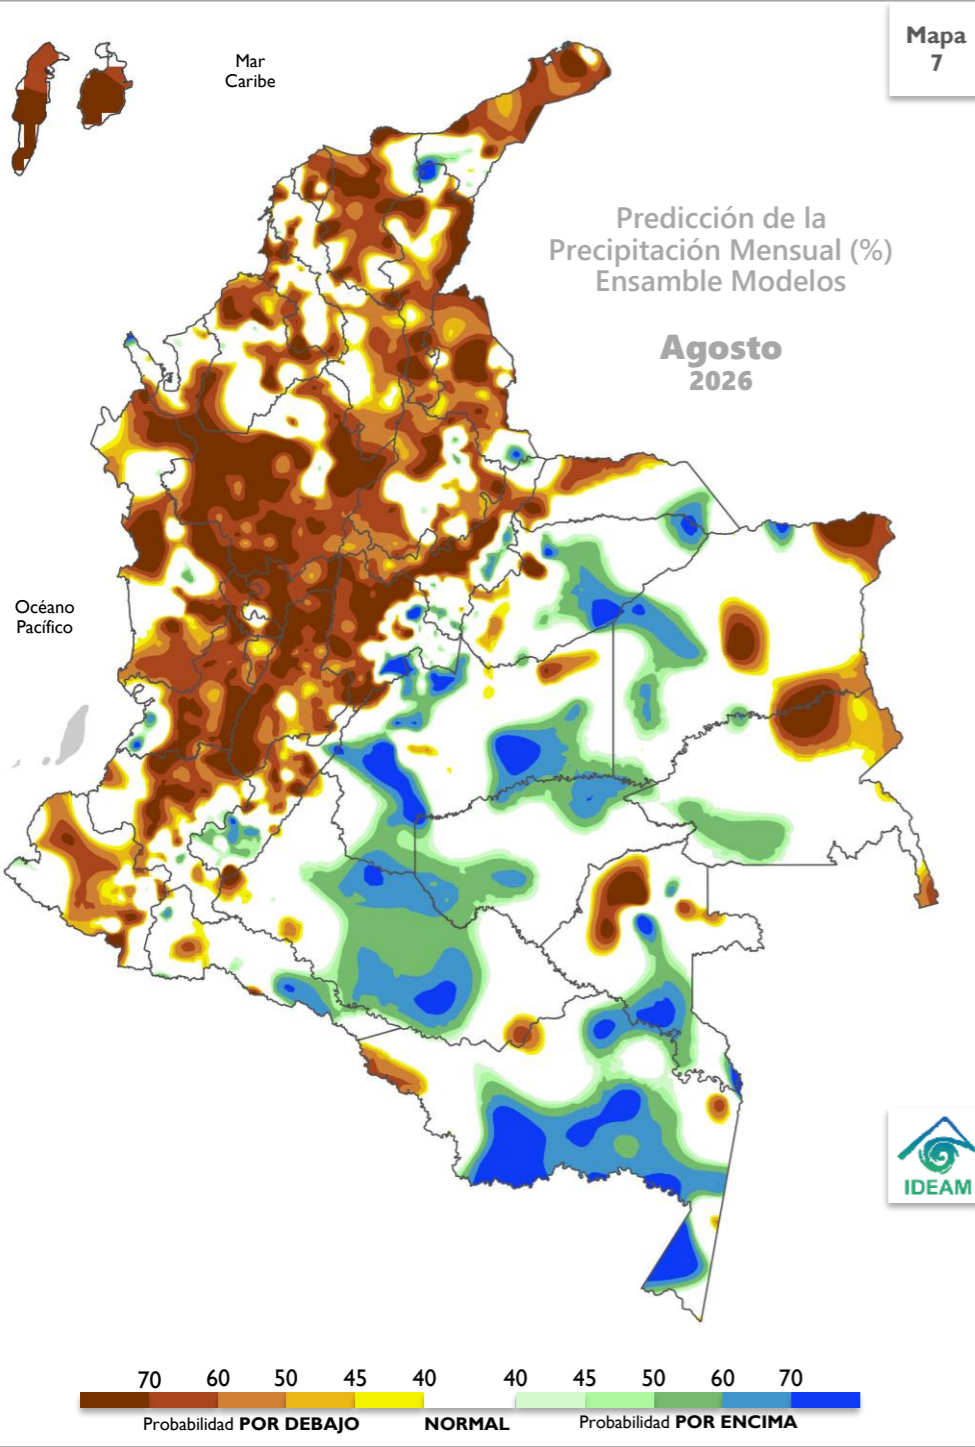 Mapa
7
Mar
Caribe
Predicción de la
Precipitación Mensual (%)
Ensamble Modelos
Agosto
2026
Océano
Pacífico
IDEAM
70 60 50 45 40 40 45 50 60 70
Probabilidad POR DEBAJO NORMAL Probabilidad POR ENCIMA